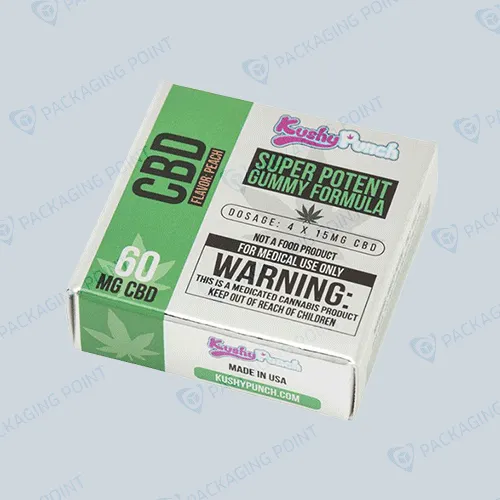 CBD
FLAVOR: PEACH
60
MG CBD
KushyPunch
SUPER POTENT
GUMMY FORMULA
DOSAGE: 4 X 15MG CBD
NOT A FOOD PRODUCT
FOR MEDICAL USE ONLY
WARNING:
THIS IS A MEDICATED CANNABIS PRODUCT
KEEP OUT OF REACH OF CHILDREN
KushyPunch
MADE IN USA
KUSHYPUNCH.COM
PACKAGING POINT